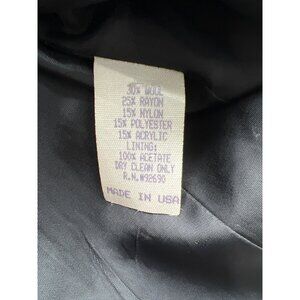 30% WOOL
25% RAYON
15% NYLON
15% POLYESTER
15% ACRYLIC
LINING:
100% ACETATE
DRY CLEAN ONLY
R.N.#92690
MADE IN USA